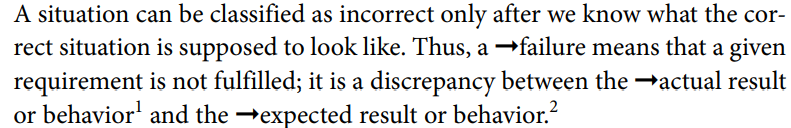 A situation can be classified as incorrect only after we know what the cor-
rect situation is supposed to look like. Thus, a ➞failure means that a given
requirement is not fulfilled; it is a discrepancy between the ➞actual result
or behavior¹ and the ➞expected result or behavior.²